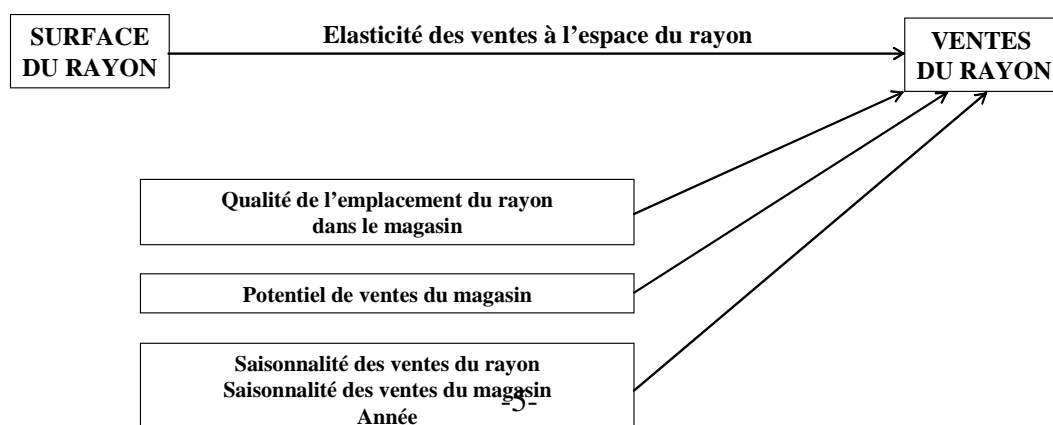 SURFACE
DU RAYON
Elasticité des ventes à l’espace du rayon
VENTES
DU RAYON
Qualité de l’emplacement du rayon
dans le magasin
Potentiel de ventes du magasin
Saisonnalité des ventes du rayon
Saisonnalité des ventes du magasin
-5-
Année